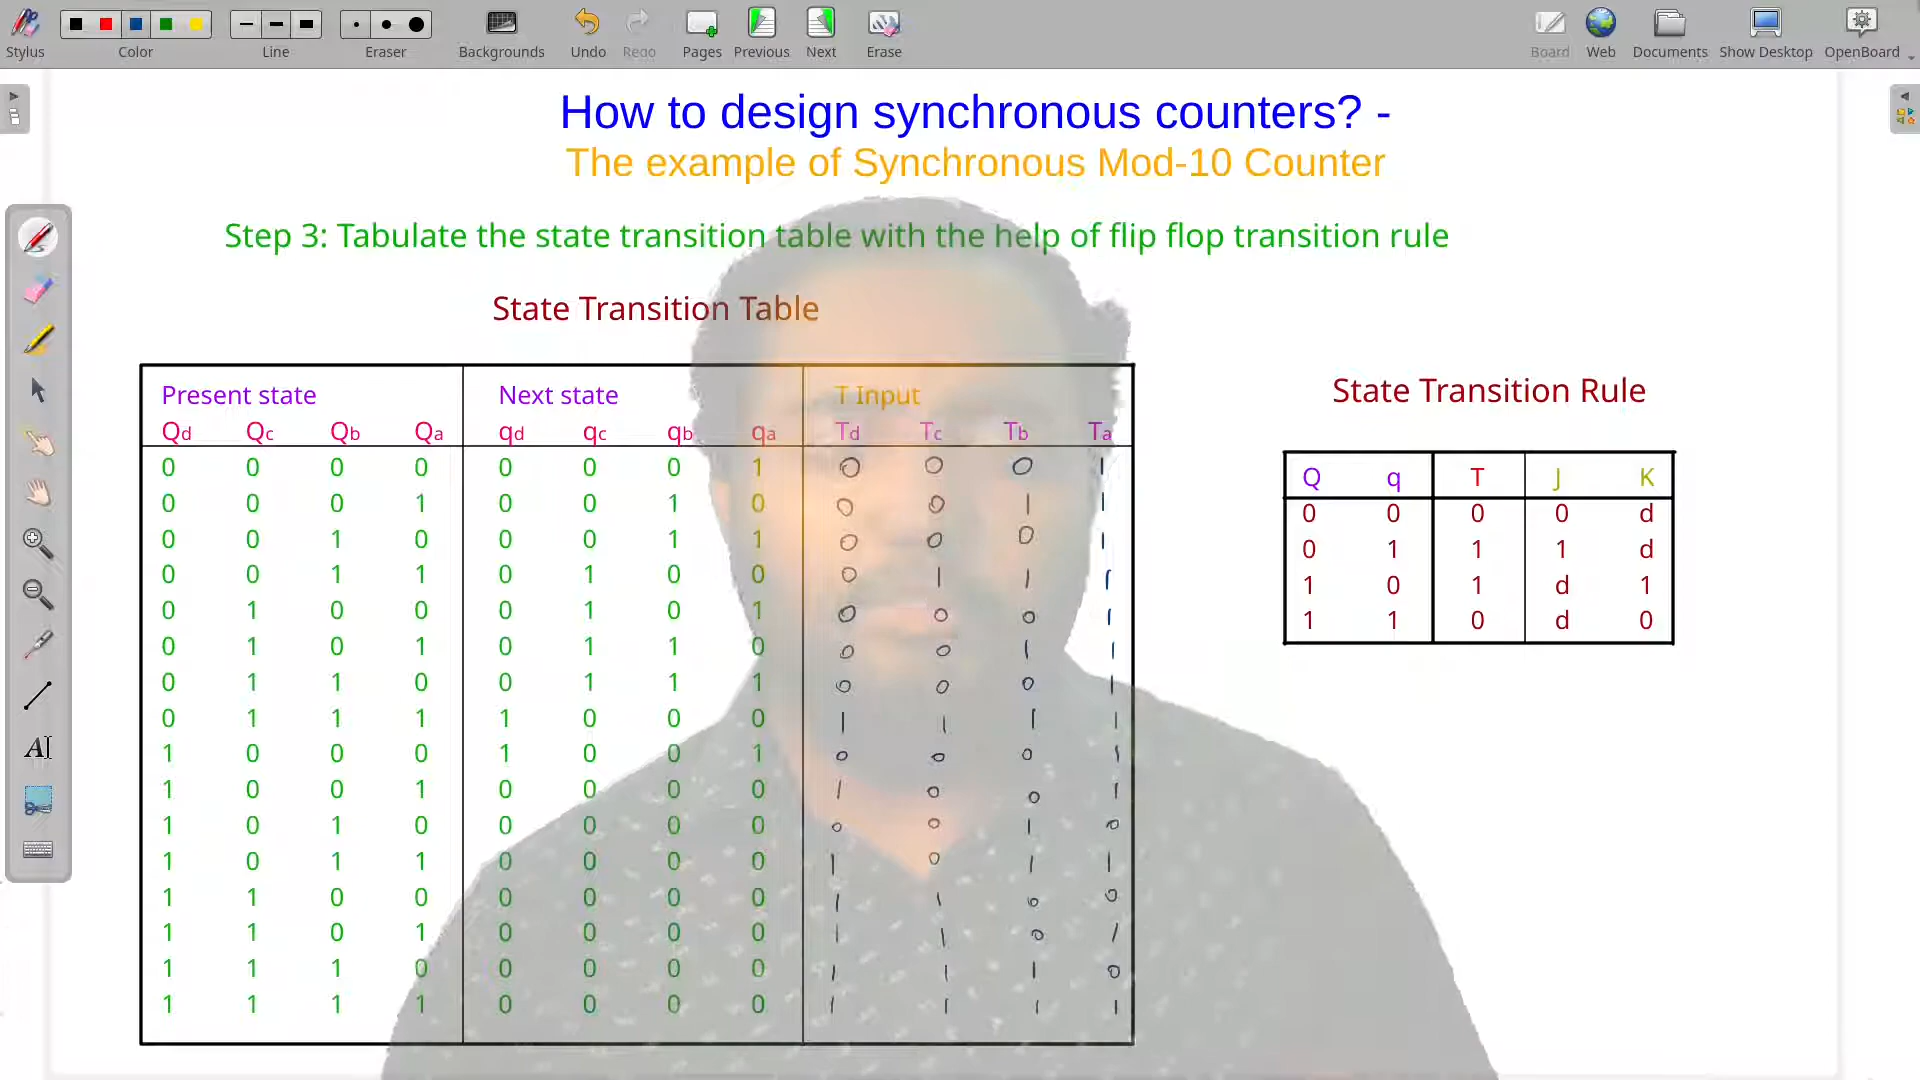 Stylus Color Line Eraser Backgrounds Undo Redo Pages Previous Next Erase Board Web Documents Show Desktop OpenBoard
How to design synchronous counters? -
The example of Synchronous Mod-10 Counter
Step 3: Tabulate the state transition table with the help of flip flop transition rule
State Transition Table
Present state Next state T Input
Qd Qc Qb Qa qd qc qb qa Td Tc Tb Ta
0 0 0 0 0 0 0 1 0 0 0 1
0 0 0 1 0 0 1 0 0 0 1 1
0 0 1 0 0 0 1 1 0 0 0 1
0 0 1 1 0 1 0 0 0 1 1 1
0 1 0 0 0 1 0 1 0 0 0 1
0 1 0 1 0 1 1 0 0 0 1 1
0 1 1 0 0 1 1 1 0 0 0 1
0 1 1 1 1 0 0 0 1 1 1 1
1 0 0 0 1 0 0 1 0 0 0 1
1 0 0 1 0 0 0 0 1 0 0 1
1 0 1 0 0 0 0 0 0 0 1 0
1 0 1 1 0 0 0 0 1 0 1 1
1 1 0 0 0 0 0 0 1 1 0 0
1 1 0 1 0 0 0 0 1 1 0 1
1 1 1 0 0 0 0 0 1 1 1 0
1 1 1 1 0 0 0 0 1 1 1 1
State Transition Rule
Q q T J K
0 0 0 0 d
0 1 1 1 d
1 0 1 d 1
1 1 0 d 0